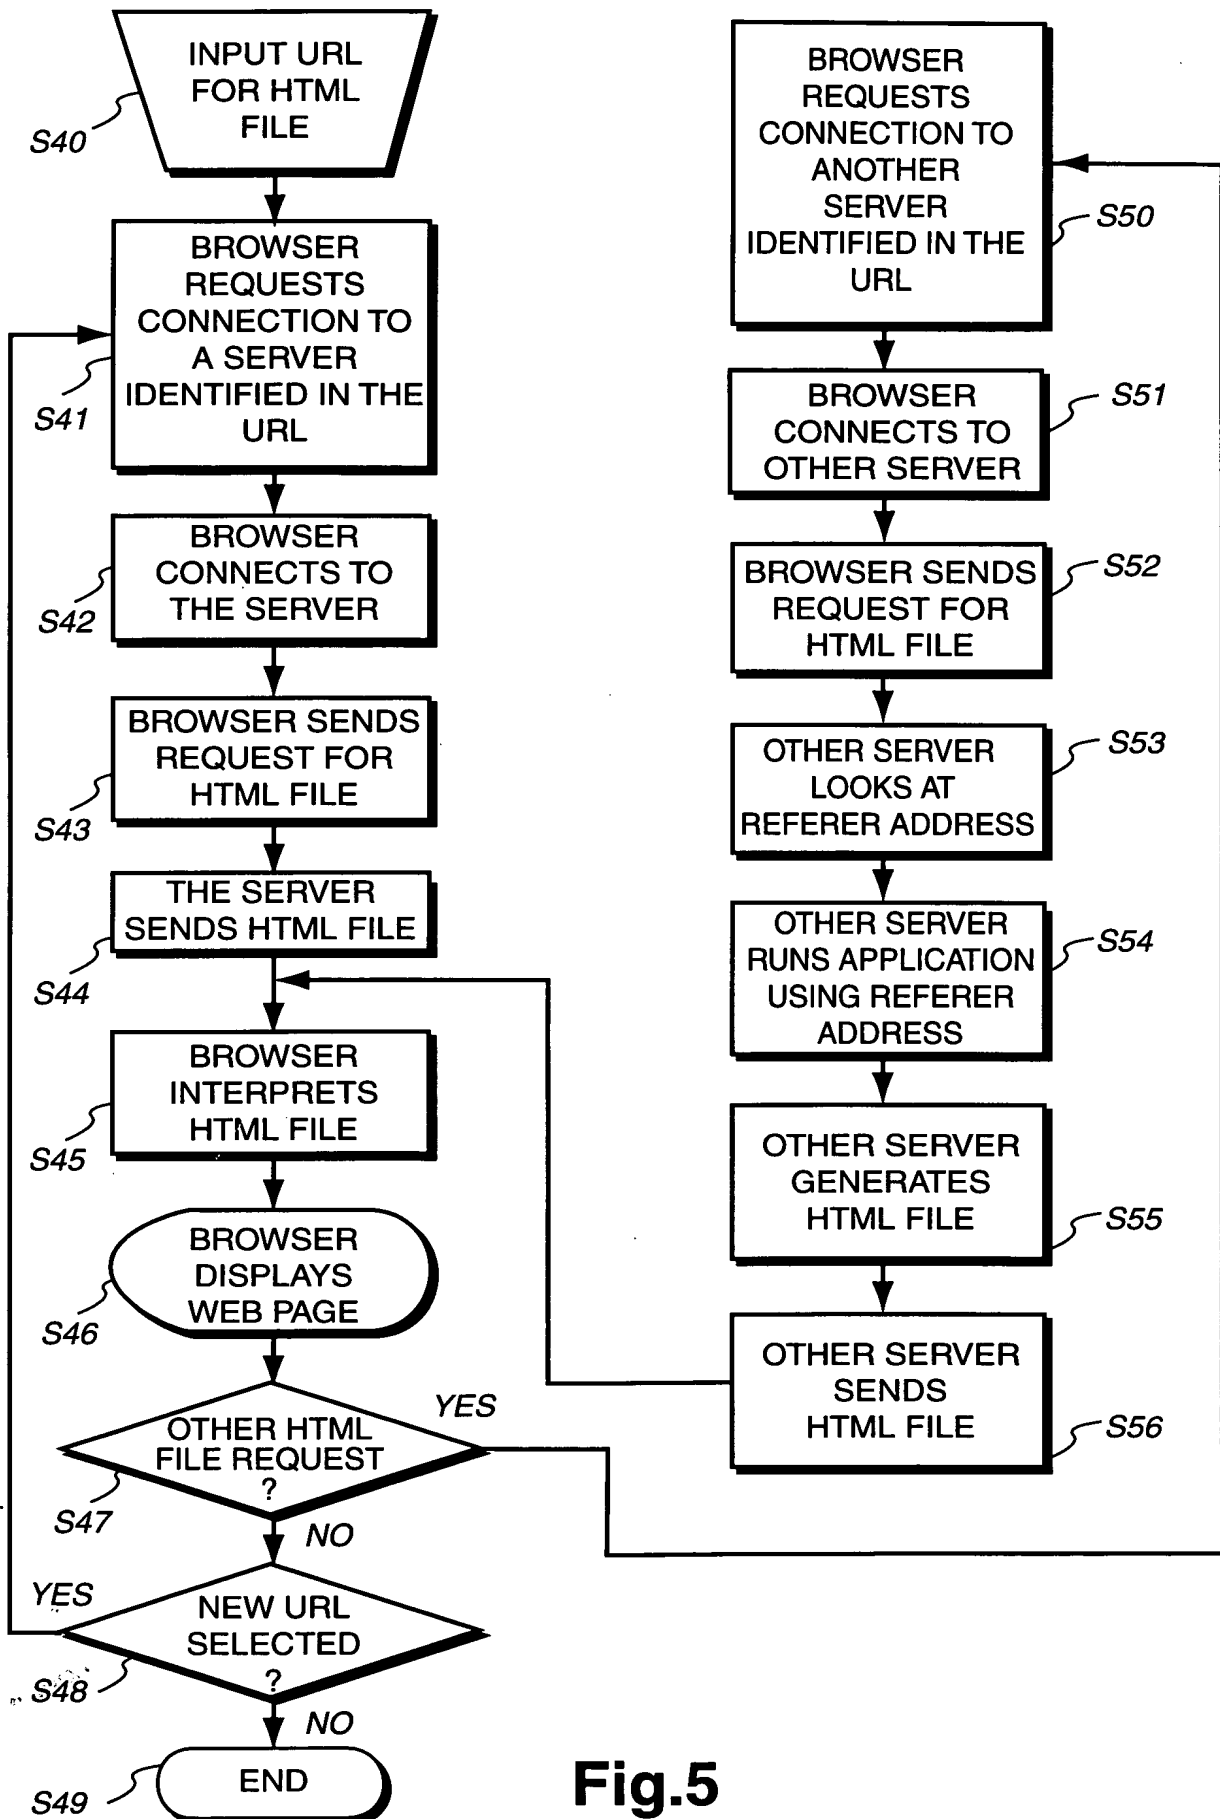 INPUT URL
FOR HTML
FILE
S40
BROWSER
REQUESTS
CONNECTION TO
A SERVER
IDENTIFIED IN THE
URL
S41
BROWSER
CONNECTS TO
THE SERVER
S42
BROWSER SENDS
REQUEST FOR
HTML FILE
S43
THE SERVER
SENDS HTML FILE
S44
BROWSER
INTERPRETS
HTML FILE
S45
BROWSER
DISPLAYS
WEB PAGE
S46
OTHER HTML
FILE REQUEST
?
YES
S47
NO
YES
NEW URL
SELECTED
?
S48
NO
END
S49
BROWSER
REQUESTS
CONNECTION TO
ANOTHER
SERVER
IDENTIFIED IN THE
URL
S50
BROWSER
CONNECTS TO
OTHER SERVER
S51
BROWSER SENDS
REQUEST FOR
HTML FILE
S52
OTHER SERVER
LOOKS AT
REFERER ADDRESS
S53
OTHER SERVER
RUNS APPLICATION
USING REFERER
ADDRESS
S54
OTHER SERVER
GENERATES
HTML FILE
S55
OTHER SERVER
SENDS
HTML FILE
S56
Fig.5